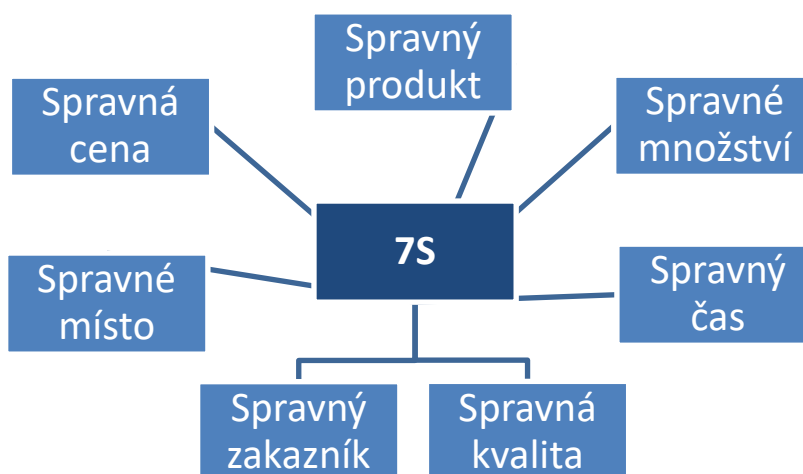 Spravný
produkt
Spravná
cena
Spravné
množství
7S
Spravné
místo
Spravný
čas
Spravný
zakazník
Spravná
kvalita